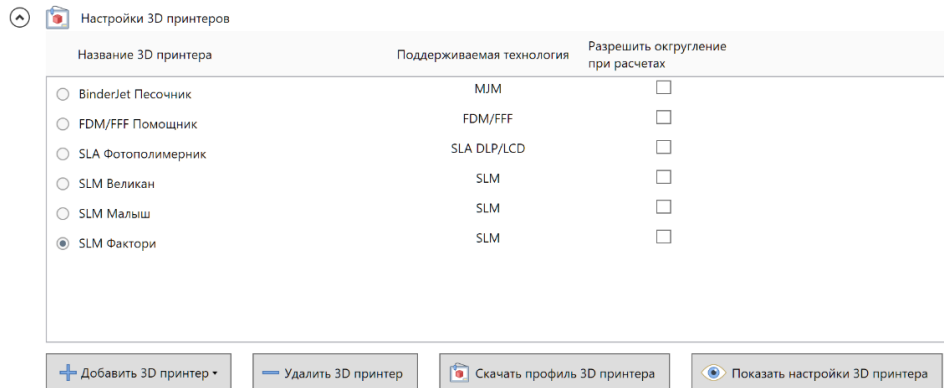 Настройки 3D принтеров
Название 3D принтера Поддерживаемая технология Разрешить окгругление
при расчетах
BinderJet Песочник MJM
FDM/FFF Помощник FDM/FFF
SLA Фотополимерник SLA DLP/LCD
SLM Великан SLM
SLM Малыш SLM
SLM Фактори SLM
Добавить 3D принтер Удалить 3D принтер Скачать профиль 3D принтера Показать настройки 3D принтера